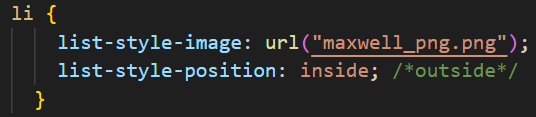 li {
list-style-image: url("maxwell_png.png");
list-style-position: inside; /*outside*/
}